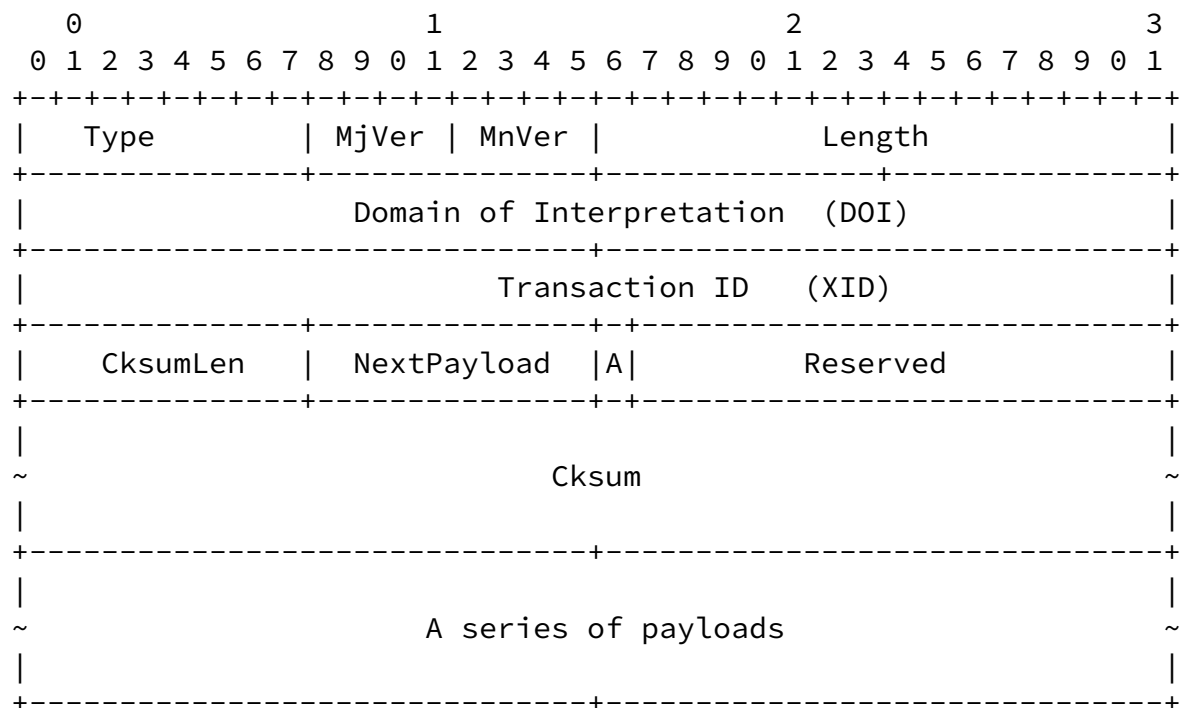 0                   1                   2                   3
  0 1 2 3 4 5 6 7 8 9 0 1 2 3 4 5 6 7 8 9 0 1 2 3 4 5 6 7 8 9 0 1
 +-+-+-+-+-+-+-+-+-+-+-+-+-+-+-+-+-+-+-+-+-+-+-+-+-+-+-+-+-+-+-+-+
 |   Type        | MjVer | MnVer |            Length             |
 +---------------+---------------+---------------+---------------+
 |                  Domain of Interpretation  (DOI)              |
 +-------------------------------+-------------------------------+
 |                          Transaction ID   (XID)               |
 +---------------+---------------+-+-----------------------------+
 |    CksumLen   |  NextPayload  |A|         Reserved            |
 +---------------+---------------+-+-----------------------------+
 |                                                               |
 ~                             Cksum                             ~
 |                                                               |
 +-------------------------------+-------------------------------+
 |                                                               |
 ~                      A series of payloads                     ~
 |                                                               |
 +-------------------------------+-------------------------------+